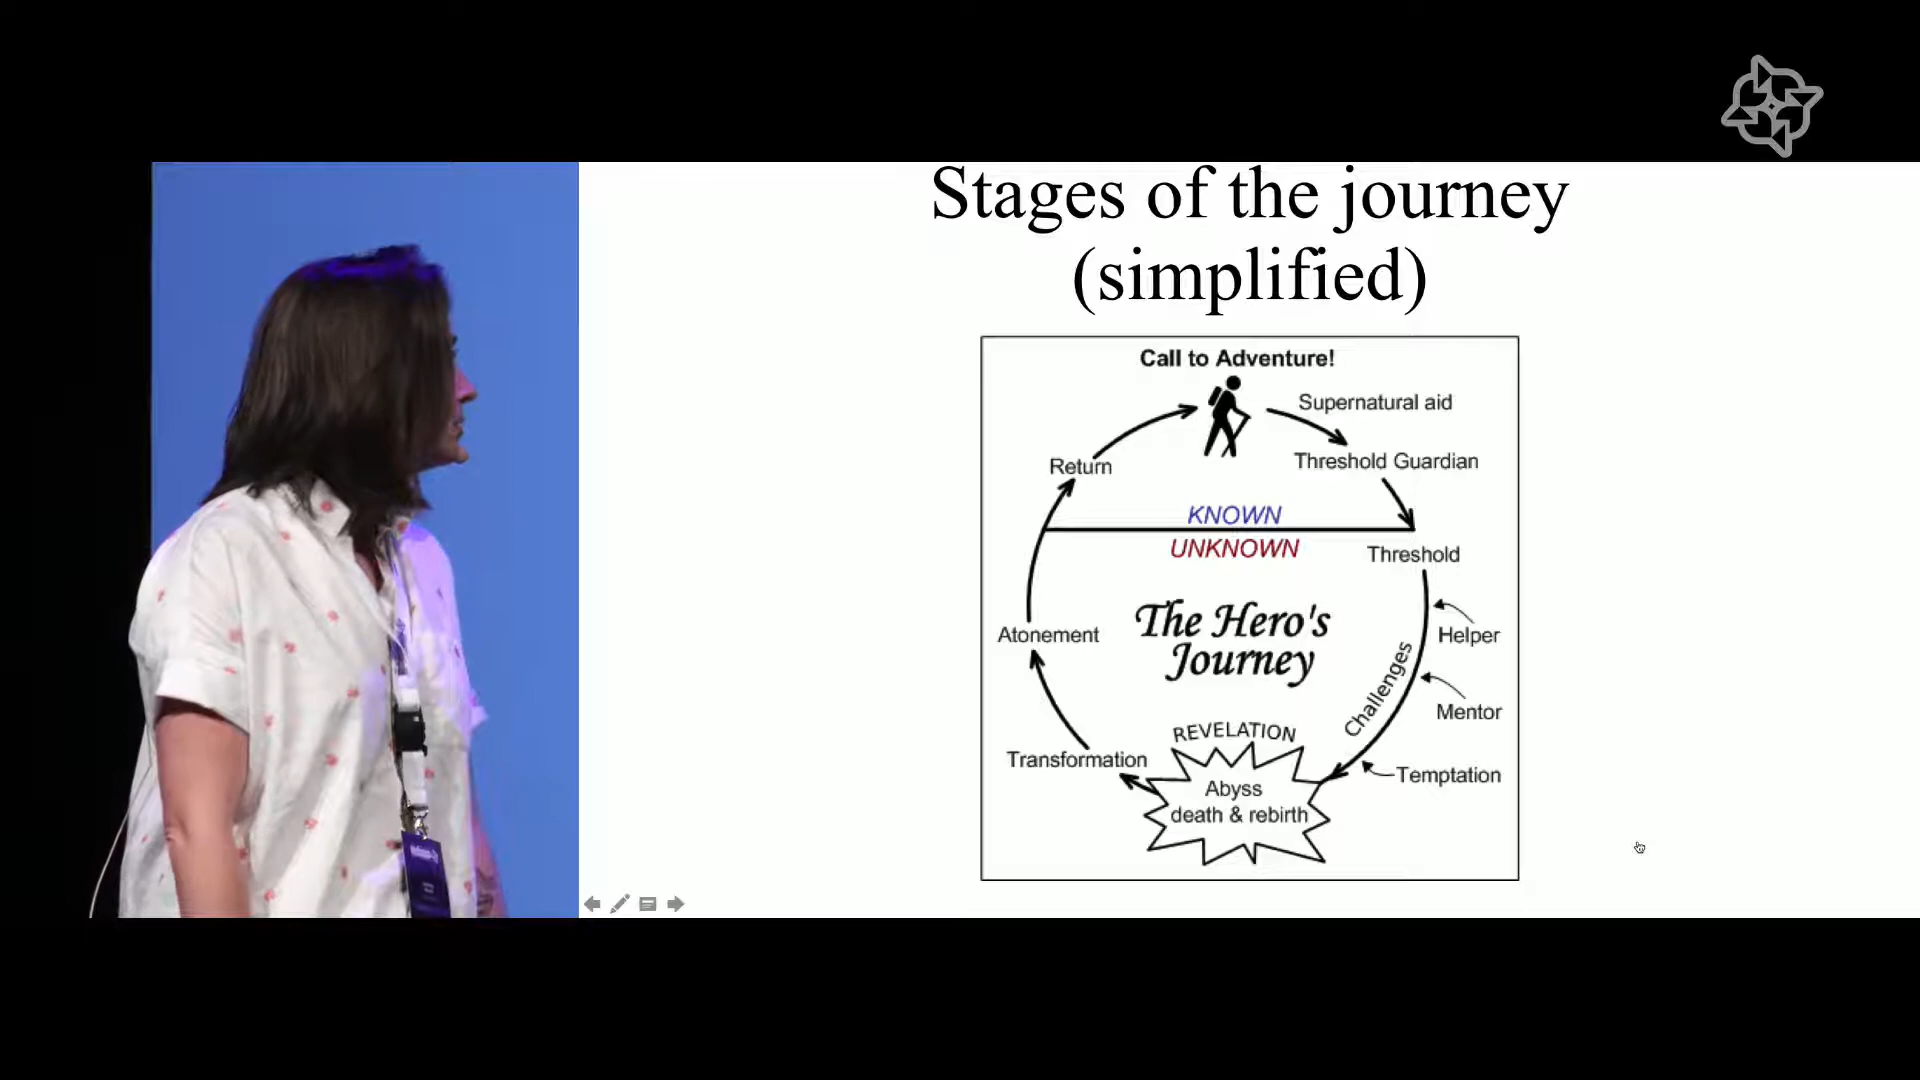 Stages of the journey
(simplified)
Call to Adventure!
Supernatural aid
Threshold Guardian
Return
KNOWN
UNKNOWN
Threshold
Helper
Atonement
The Hero's
Journey
Challenges
Mentor
REVELATION
Transformation
Temptation
Abyss
death & rebirth